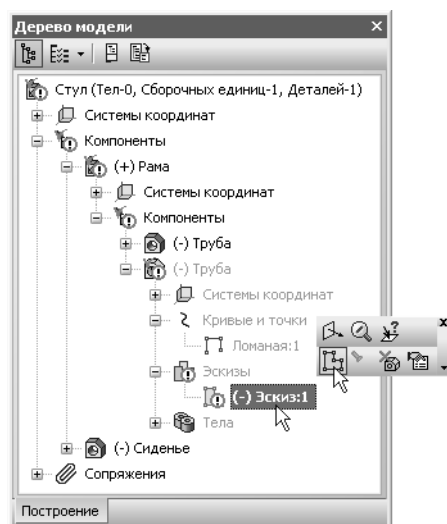 Дерево модели
Стул (Тел-0, Сборочных единиц-1, Деталей-1)
Системы координат
Компоненты
(+) Рама
Системы координат
Компоненты
(-) Труба
(-) Труба
Системы координат
Кривые и точки
Ломаная:1
Эскизы
(-) Эскиз:1
Тела
(-) Сиденье
Сопряжения
Построение